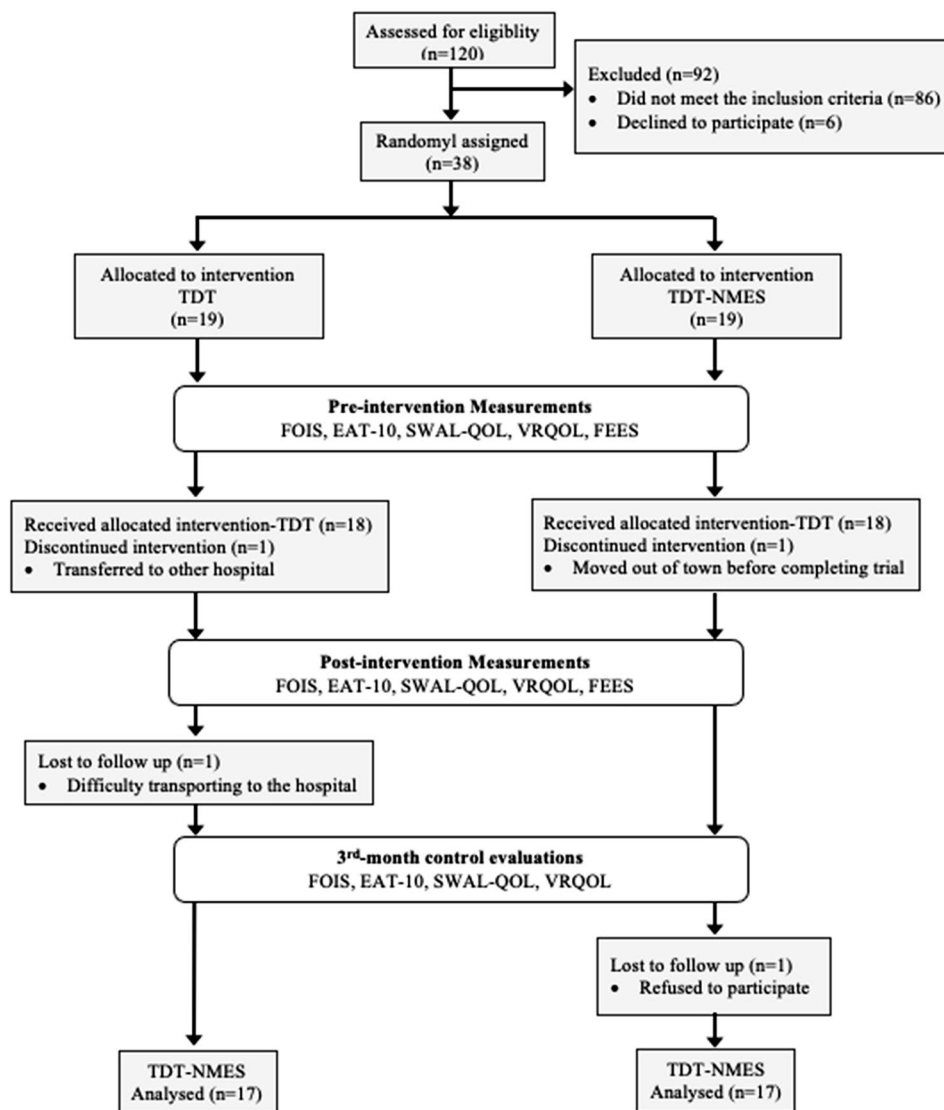 Assessed for eligiblity
(n=120)
Excluded (n=92)
• Did not meet the inclusion criteria (n=86)
• Declined to participate (n=6)
Randomyl assigned
(n=38)
Allocated to intervention
TDT
(n=19)
Allocated to intervention
TDT-NMES
(n=19)
Pre-intervention Measurements
FOIS, EAT-10, SWAL-QOL, VRQOL, FEES
Received allocated intervention-TDT (n=18)
Discontinued intervention (n=1)
• Transferred to other hospital
Received allocated intervention-TDT (n=18)
Discontinued intervention (n=1)
• Moved out of town before completing trial
Post-intervention Measurements
FOIS, EAT-10, SWAL-QOL, VRQOL, FEES
Lost to follow up (n=1)
• Difficulty transporting to the hospital
3rd-month control evaluations
FOIS, EAT-10, SWAL-QOL, VRQOL
Lost to follow up (n=1)
• Refused to participate
TDT-NMES
Analysed (n=17)
TDT-NMES
Analysed (n=17)